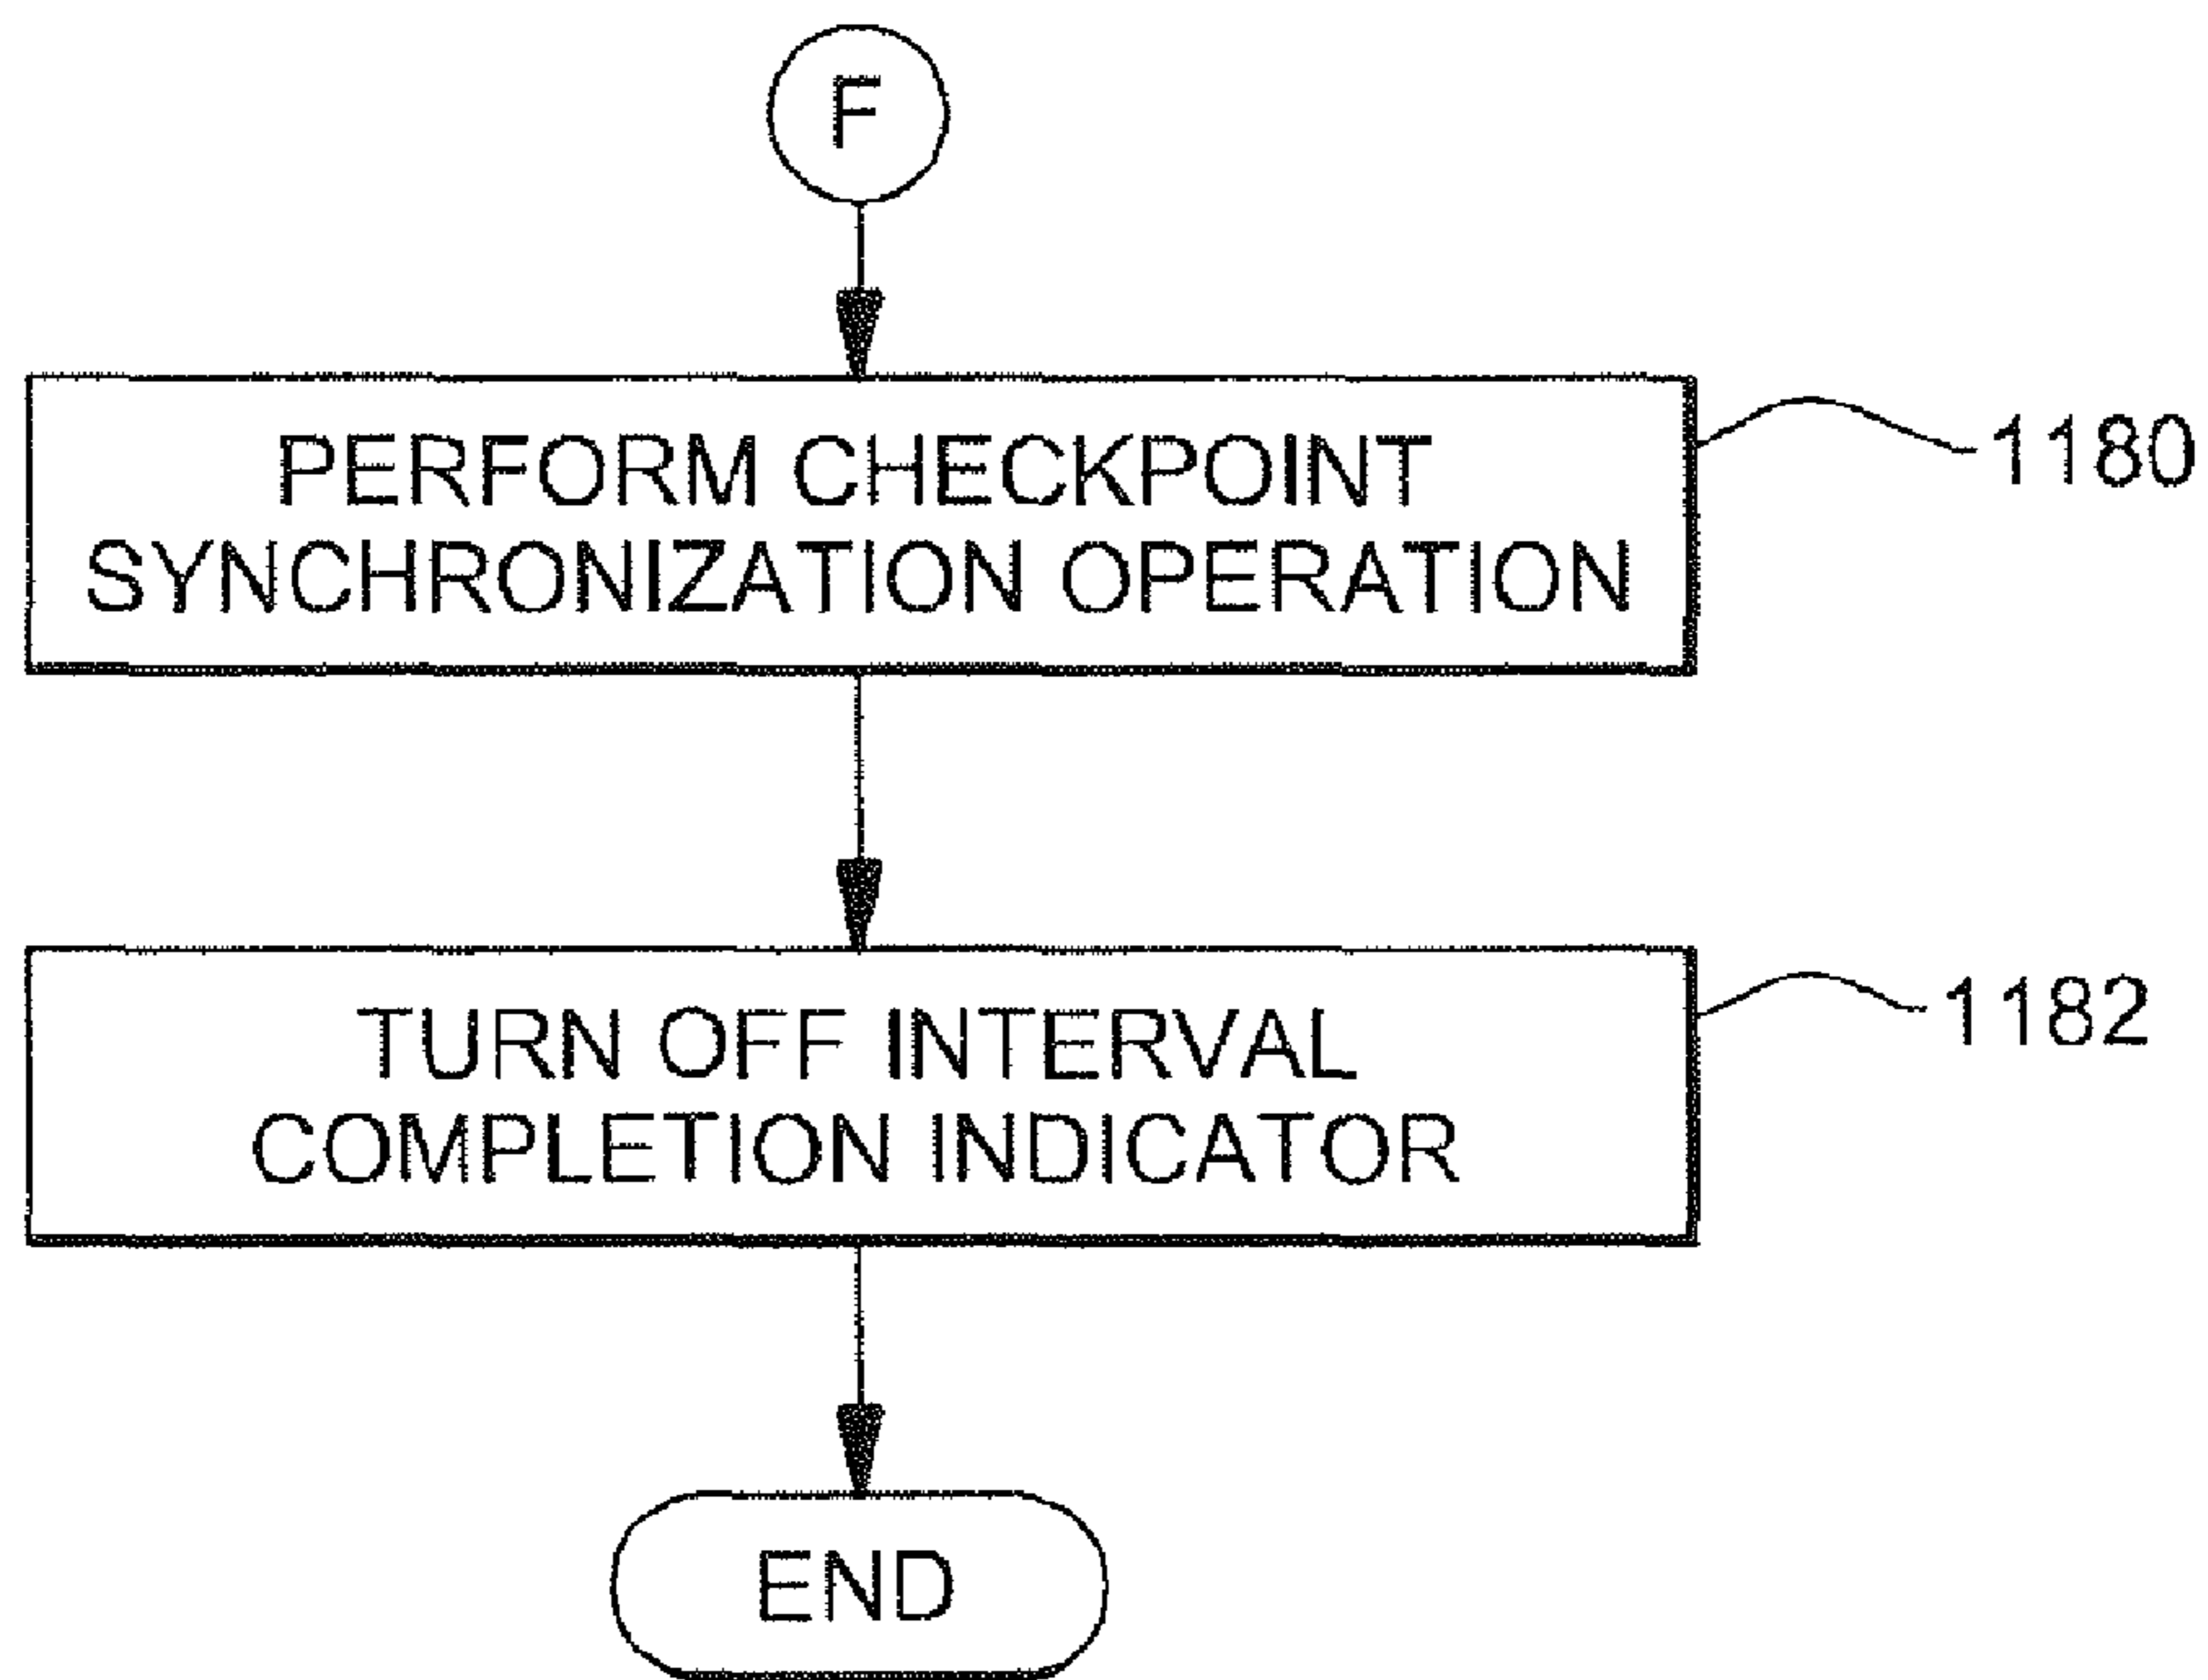 F
PERFORM CHECKPOINT
SYNCHRONIZATION OPERATION
1180
TURN OFF INTERVAL
COMPLETION INDICATOR
1182
END